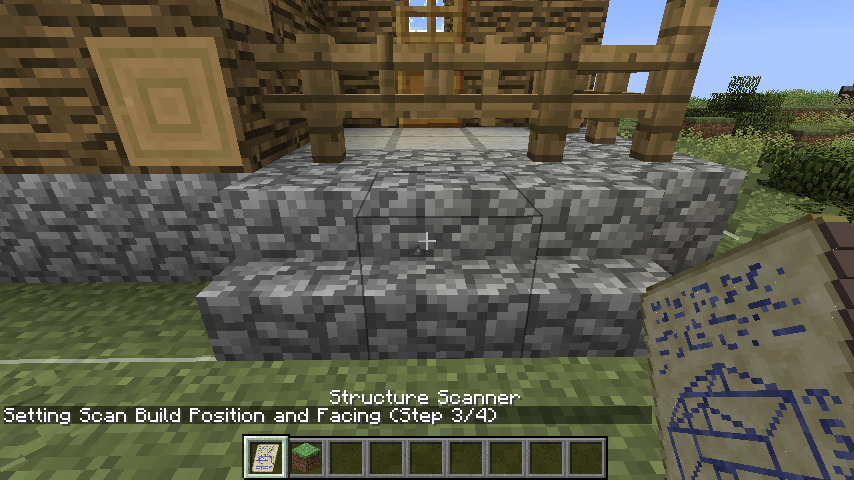 Structure Scanner
Setting Scan Build Position and Facing (Step 3/4)